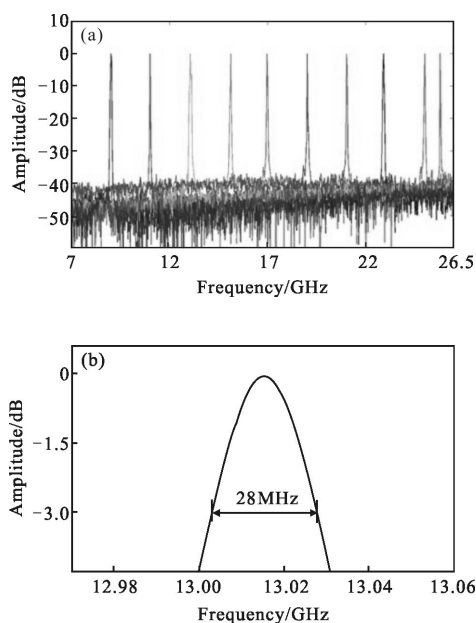 (a)
10
0
−10
−20
−30
−40
−50
Amplitude/dB
7 12 17 22 26.5
Frequency/GHz
(b)
0
−1.5
−3.0
Amplitude/dB
28MHz
12.98 13.00 13.02 13.04 13.06
Frequency/GHz